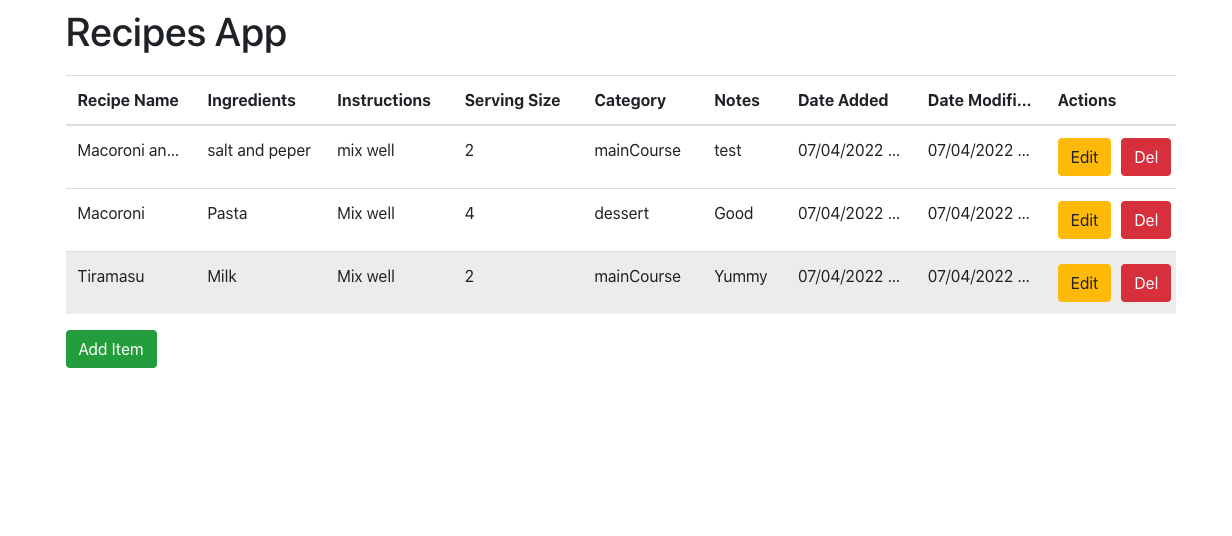 Recipes App
Recipe Name Ingredients Instructions Serving Size Category Notes Date Added Date Modifi... Actions
Macoroni an... salt and peper mix well 2 mainCourse test 07/04/2022 ... 07/04/2022 ... Edit Del
Macoroni Pasta Mix well 4 dessert Good 07/04/2022 ... 07/04/2022 ... Edit Del
Tiramasu Milk Mix well 2 mainCourse Yummy 07/04/2022 ... 07/04/2022 ... Edit Del
Add Item